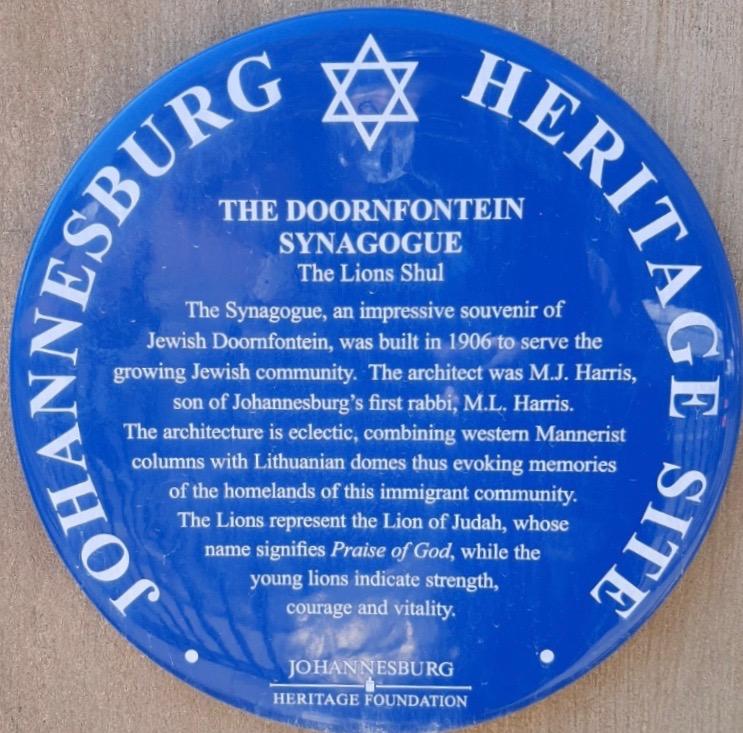 JOHANNESBURG HERITAGE SITE
THE DOORNFONTEIN
SYNAGOGUE
The Lions Shul
The Synagogue, an impressive souvenir of
Jewish Doornfontein, was built in 1906 to serve the
growing Jewish community. The architect was M.J. Harris,
son of Johannesburg's first rabbi, M.L. Harris.
The architecture is eclectic, combining western Mannerist
columns with Lithuanian domes thus evoking memories
of the homelands of this immigrant community.
The Lions represent the Lion of Judah, whose
name signifies Praise of God, while the
young lions indicate strength,
courage and vitality.
JOHANNESBURG
HERITAGE FOUNDATION